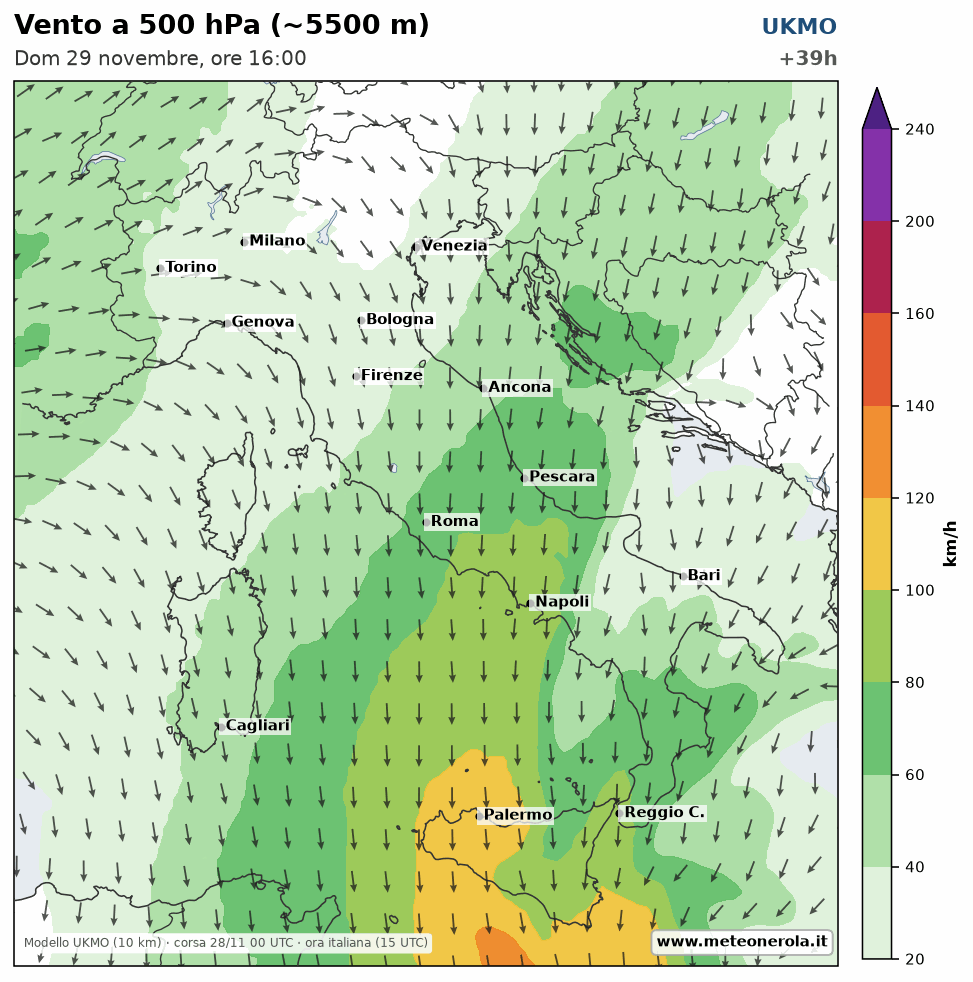 Vento a 500 hPa (~5500 m)
UKMO
Dom 29 novembre, ore 16:00
+39h
Milano
Venezia
Torino
Genova
Bologna
Firenze
Ancona
Pescara
Roma
Bari
Napoli
Cagliari
Palermo
Reggio C.
240
200
160
140
120
100
80
60
40
20
km/h
Modello UKMO (10 km) · corsa 28/11 00 UTC · ora italiana (15 UTC)
www.meteonerola.it